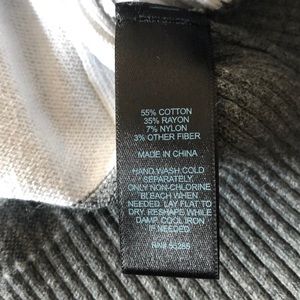 55% COTTON
35% RAYON
7% NYLON
3% OTHER FIBER
MADE IN CHINA
HAND WASH COLD
SEPARATELY,
ONLY NON-CHLORINE
BLEACH WHEN
NEEDED. LAY FLAT TO
DRY. RESHAPE WHILE
DAMP. COOL IRON
IF NEEDED